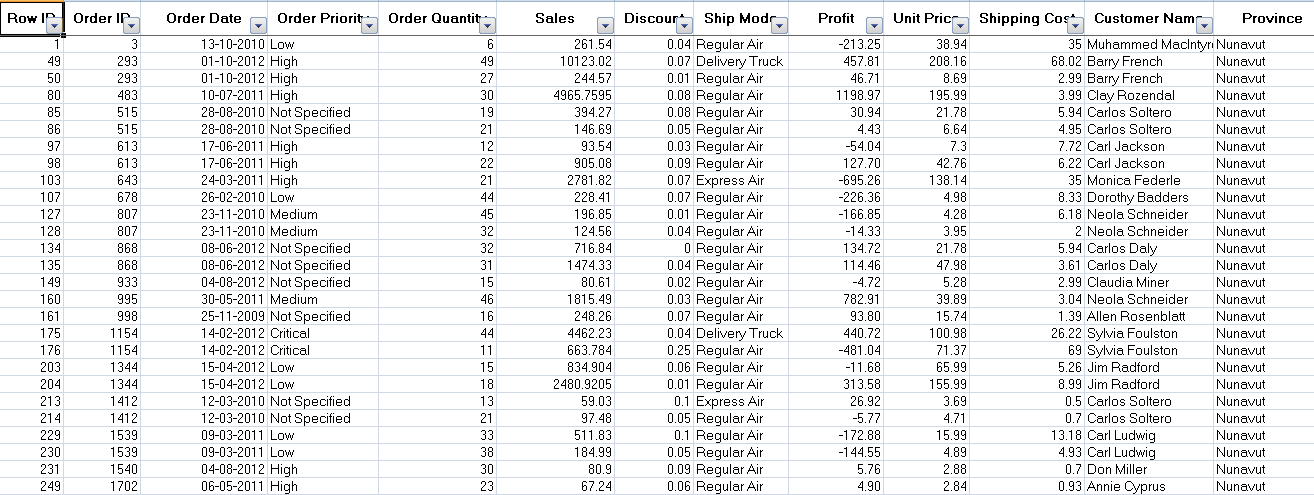 Row ID Order ID Order Date Order Priority Order Quantity Sales Discount Ship Mode Profit Unit Price Shipping Cost Customer Name Province
1 3 13-10-2010 Low 6 261.54 0.04 Regular Air -213.25 38.94 35 Muhammed MacIntyr Nunavut
49 293 01-10-2012 High 49 10123.02 0.07 Delivery Truck 457.81 208.16 68.02 Barry French Nunavut
50 293 01-10-2012 High 27 244.57 0.01 Regular Air 46.71 8.69 2.99 Barry French Nunavut
80 483 10-07-2011 High 30 4965.7595 0.08 Regular Air 1198.97 195.99 3.99 Clay Rozendal Nunavut
85 515 28-08-2010 Not Specified 19 394.27 0.08 Regular Air 30.94 21.78 5.94 Carlos Soltero Nunavut
86 515 28-08-2010 Not Specified 21 146.69 0.05 Regular Air 4.43 6.64 4.95 Carlos Soltero Nunavut
97 613 17-06-2011 High 12 93.54 0.03 Regular Air -54.04 7.3 7.72 Carl Jackson Nunavut
98 613 17-06-2011 High 22 905.08 0.09 Regular Air 127.70 42.76 6.22 Carl Jackson Nunavut
103 643 24-03-2011 High 21 2781.82 0.07 Express Air -695.26 138.14 35 Monica Federle Nunavut
107 678 26-02-2010 Low 44 228.41 0.07 Regular Air -226.36 4.98 8.33 Dorothy Badders Nunavut
127 807 23-11-2010 Medium 45 196.85 0.01 Regular Air -166.85 4.28 6.18 Neola Schneider Nunavut
128 807 23-11-2010 Medium 32 124.56 0.04 Regular Air -14.33 3.95 2 Neola Schneider Nunavut
134 868 08-06-2012 Not Specified 32 716.84 0 Regular Air 134.72 21.78 5.94 Carlos Daly Nunavut
135 868 08-06-2012 Not Specified 31 1474.33 0.04 Regular Air 114.46 47.98 3.61 Carlos Daly Nunavut
149 933 04-08-2012 Not Specified 15 80.61 0.02 Regular Air -4.72 5.28 2.99 Claudia Miner Nunavut
160 995 30-05-2011 Medium 46 1815.49 0.03 Regular Air 782.91 39.89 3.04 Neola Schneider Nunavut
161 998 25-11-2009 Not Specified 16 248.26 0.07 Regular Air 93.80 15.74 1.39 Allen Rosenblatt Nunavut
175 1154 14-02-2012 Critical 44 4462.23 0.04 Delivery Truck 440.72 100.98 26.22 Sylvia Foulston Nunavut
176 1154 14-02-2012 Critical 11 663.784 0.25 Regular Air -481.04 71.37 69 Sylvia Foulston Nunavut
203 1344 15-04-2012 Low 15 834.904 0.06 Regular Air -11.68 65.99 5.26 Jim Radford Nunavut
204 1344 15-04-2012 Low 18 2480.9205 0.01 Regular Air 313.58 155.99 8.99 Jim Radford Nunavut
213 1412 12-03-2010 Not Specified 13 59.03 0.1 Express Air 26.92 3.69 0.5 Carlos Soltero Nunavut
214 1412 12-03-2010 Not Specified 21 97.48 0.05 Regular Air -5.77 4.71 0.7 Carlos Soltero Nunavut
229 1539 09-03-2011 Low 33 511.83 0.1 Regular Air -172.88 15.99 13.18 Carl Ludwig Nunavut
230 1539 09-03-2011 Low 38 184.99 0.05 Regular Air -144.55 4.89 4.93 Carl Ludwig Nunavut
231 1540 04-08-2012 High 30 80.9 0.09 Regular Air 5.76 2.88 0.7 Don Miller Nunavut
249 1702 06-05-2011 High 23 67.24 0.06 Regular Air 4.90 2.84 0.93 Annie Cyprus Nunavut